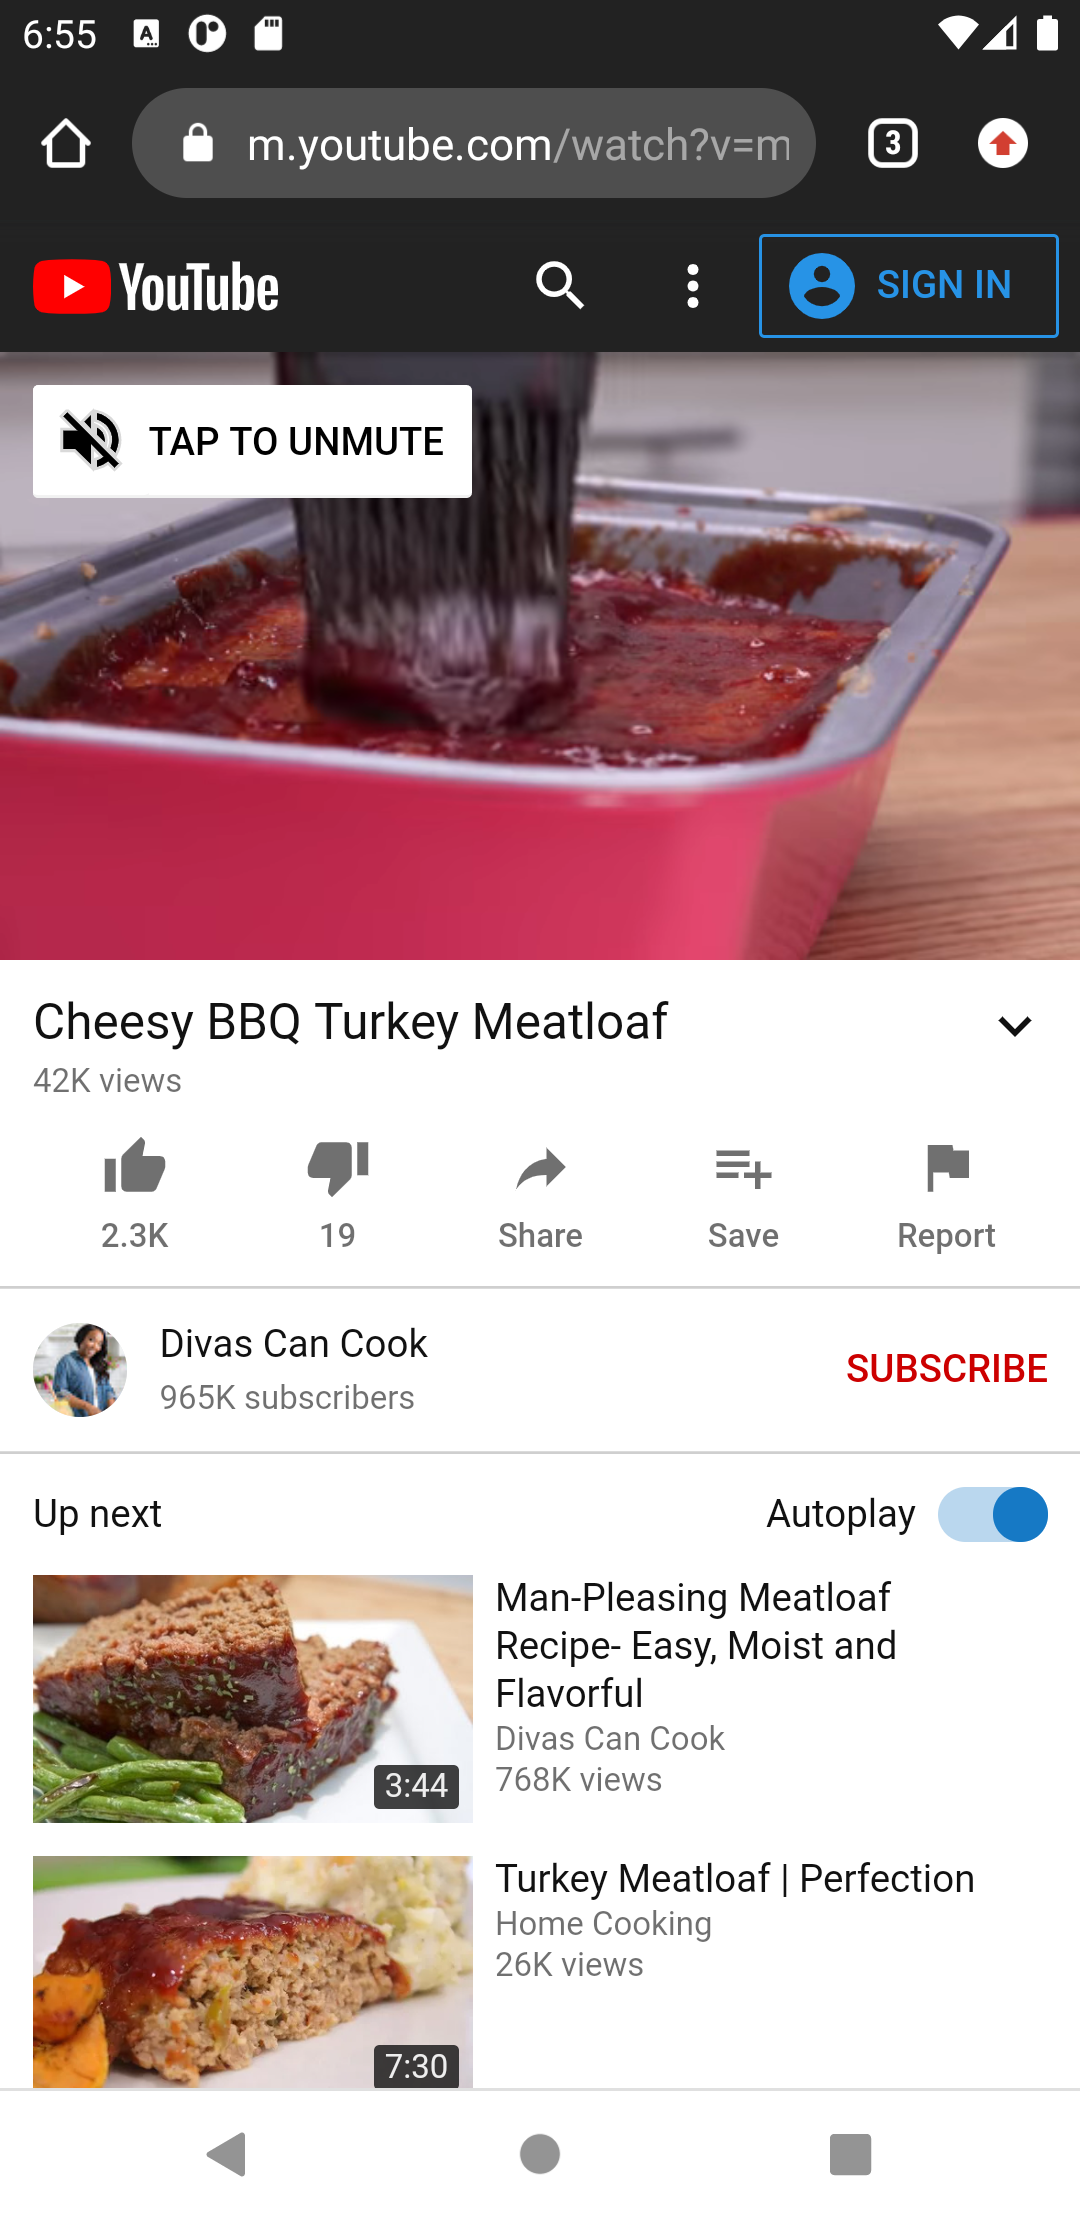 6:55
m.youtube.com/watch?v=m
3
YouTube
SIGN IN
TAP TO UNMUTE
Cheesy BBQ Turkey Meatloaf
42K views
2.3K
19
Share
Save
Report
Divas Can Cook
965K subscribers
SUBSCRIBE
Up next
Autoplay
Man-Pleasing Meatloaf
Recipe- Easy, Moist and
Flavorful
Divas Can Cook
768K views
3:44
Turkey Meatloaf | Perfection
Home Cooking
26K views
7:30